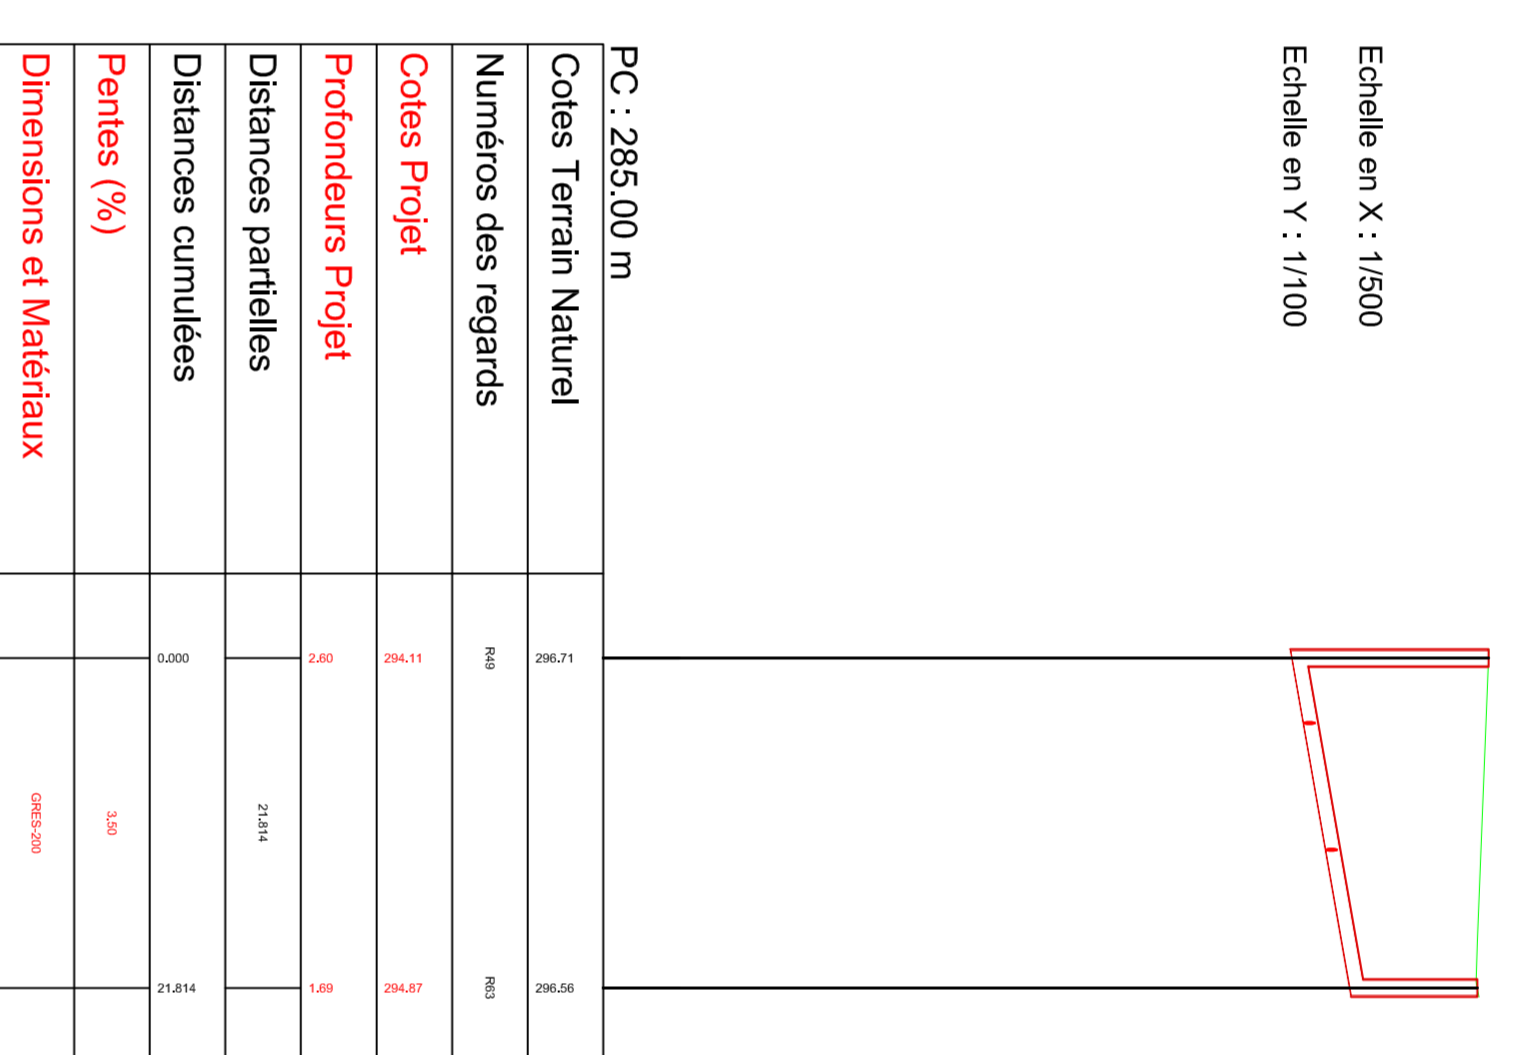 Echelle en X : 1/500
Echelle en Y : 1/100
PC : 285.00 m
Cotes Terrain Naturel
296.71
296.56
Numéros des regards
R49
R63
Cotes Projet
294.11
294.87
Profondeurs Projet
2.60
1.69
Distances partielles
21.814
Distances cumulées
0.000
21.814
Pentes (%)
3.50
Dimensions et Matériaux
GRES-200